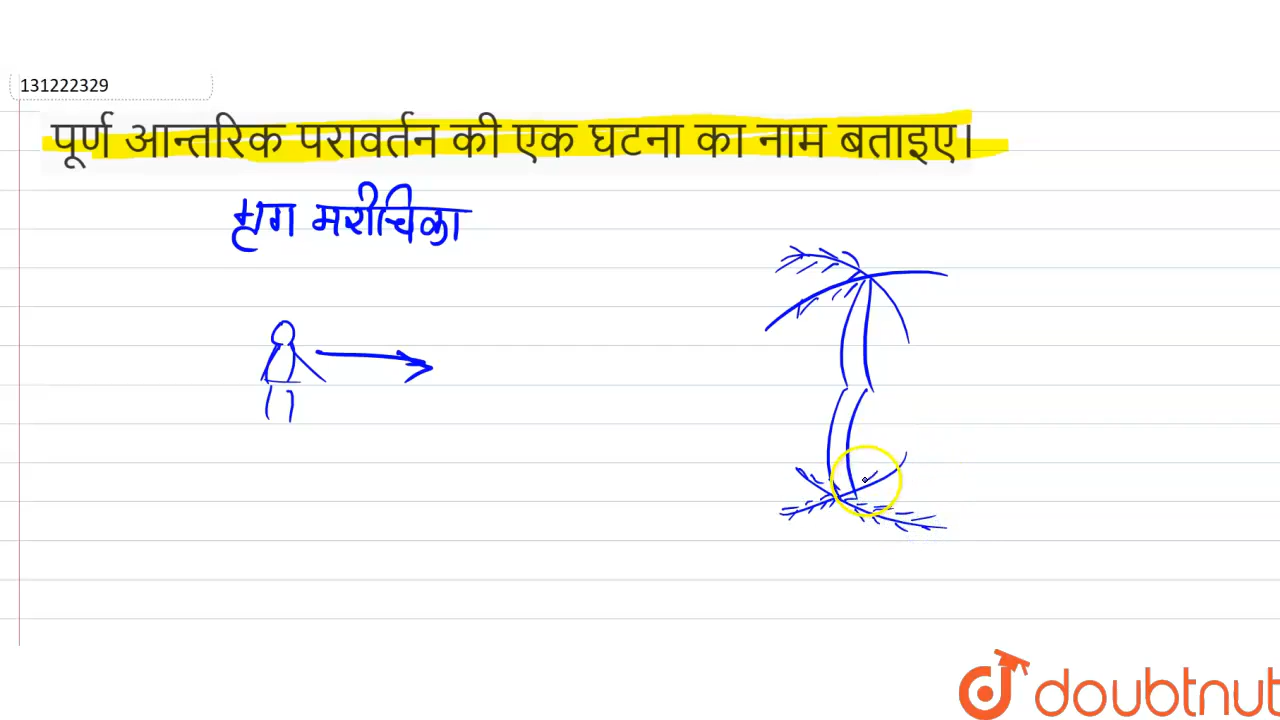 131222329
पूर्ण आन्तरिक परावर्तन की एक घटना का नाम बताइए।
मृग मरीचिका
doubtnut